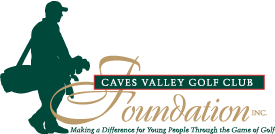 CAVES VALLEY GOLF CLUB
Foundation INC.
Making a Difference for Young People Through the Game of Golf